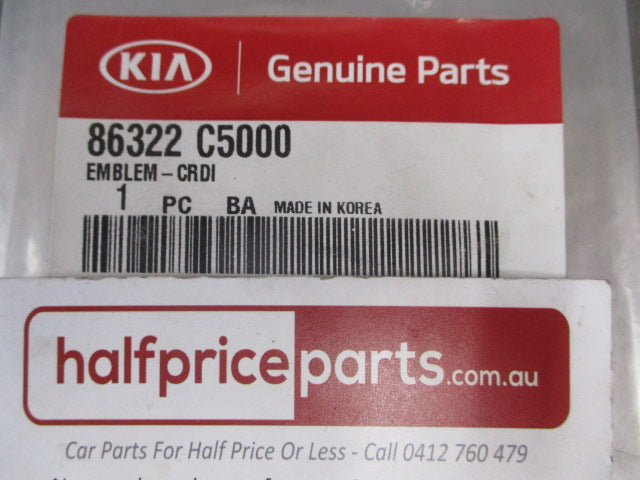 KIA Genuine Parts
86322 C5000
EMBLEM-CRDI
1 PC BA MADE IN KOREA
halfpriceparts.com.au
Car Parts For Half Price Or Less - Call 0412 760 479